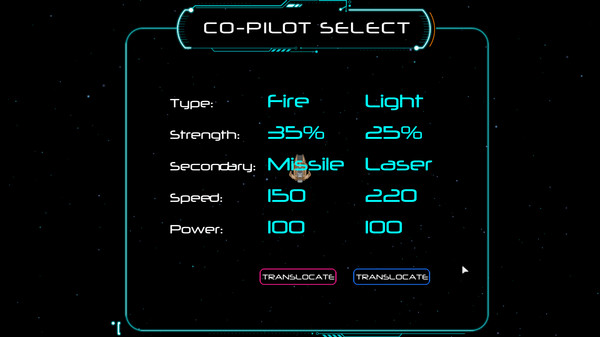 CO-PILOT SELECT
Type: Fire Light
Strength: 35% 25%
Secondary: Missile Laser
Speed: 150 220
Power: 100 100
TRANSLOCATE TRANSLOCATE